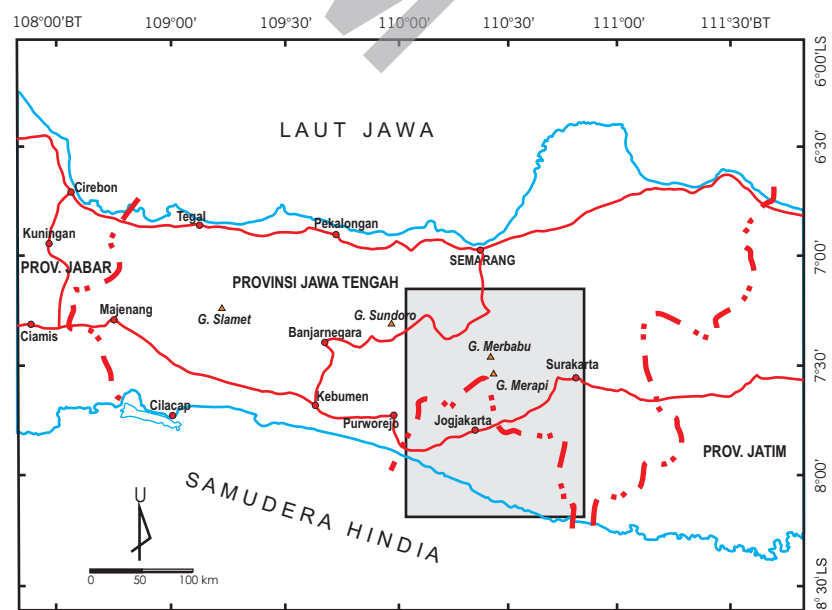 108°00'BT 109°00' 109°30' 110°00' 110°30' 111°00' 111°30'BT
6°00'LS
LAUT JAWA
6°30'
Cirebon
Tegal
Pekalongan
Kuningan
SEMARANG
7°00'
PROV. JABAR
PROVINSI JAWA TENGAH
Majenang
G. Slamet
G. Sundoro
Ciamis
Banjarnegara
G. Merbabu
Surakarta
7°30'
G. Merapi
Kebumen
Cilacap
Purworejo
Jogjakarta
PROV. JATIM
8°00'
SAMUDERA HINDIA
U
0 50 100 km
8° 30' LS